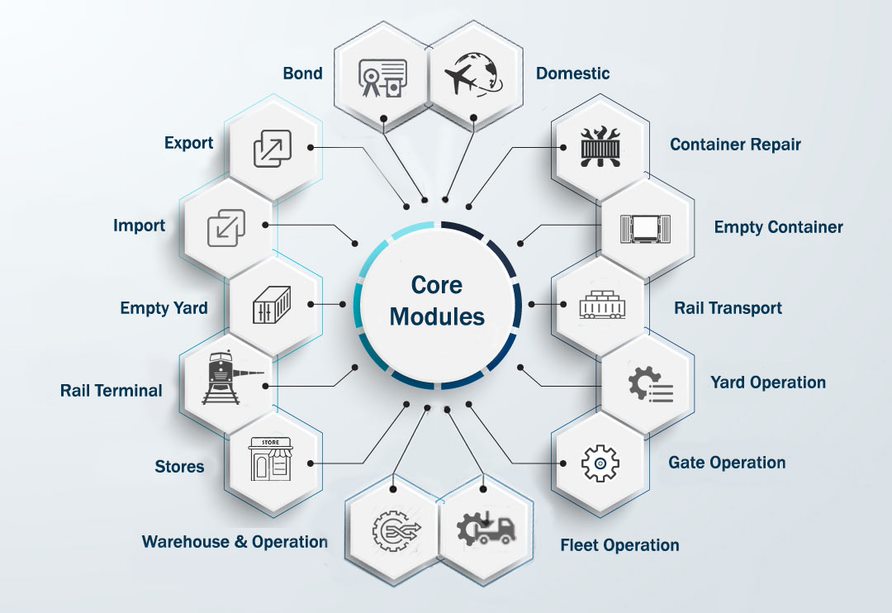 Bond
Domestic
Export
Container Repair
Import
Empty Container
Core
Modules
Empty Yard
Rail Transport
Rail Terminal
Yard Operation
STORE
Stores
Gate Operation
Warehouse & Operation
Fleet Operation